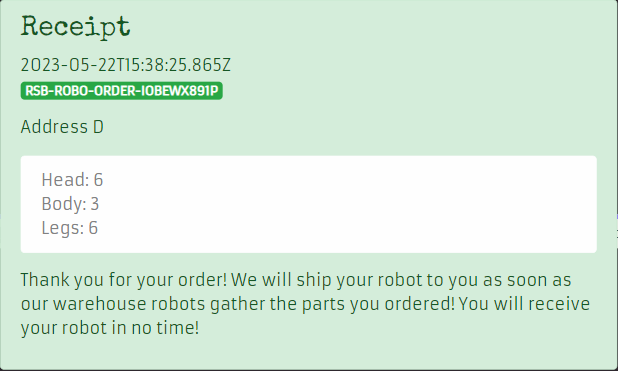 Receipt
2023-05-22T15:38:25.865Z
RSB-ROBO-ORDER-IOBEWX891P
Address D
Head: 6
Body: 3
Legs: 6
Thank you for your order! We will ship your robot to you as soon as
our warehouse robots gather the parts you ordered! You will receive
your robot in no time!